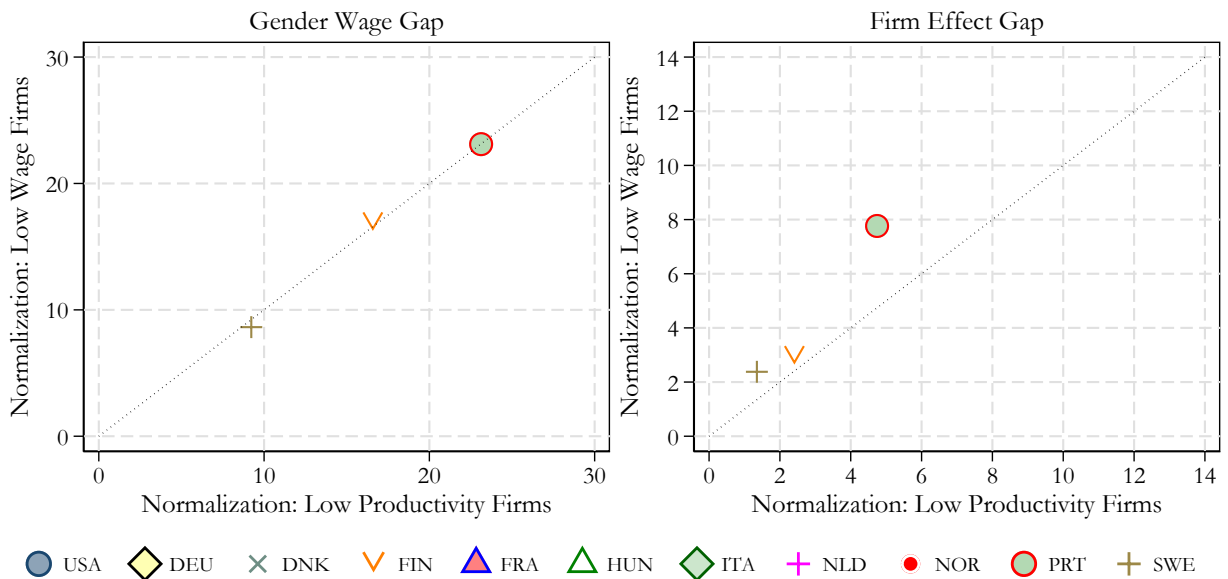 Gender Wage Gap
Normalization: Low Wage Firms
30
20
10
0
0 10 20 30
Normalization: Low Productivity Firms
Firm Effect Gap
Normalization: Low Wage Firms
14
12
10
8
6
4
2
0
0 2 4 6 8 10 12 14
Normalization: Low Productivity Firms
USA DEU DNK FIN FRA HUN ITA NLD NOR PRT SWE